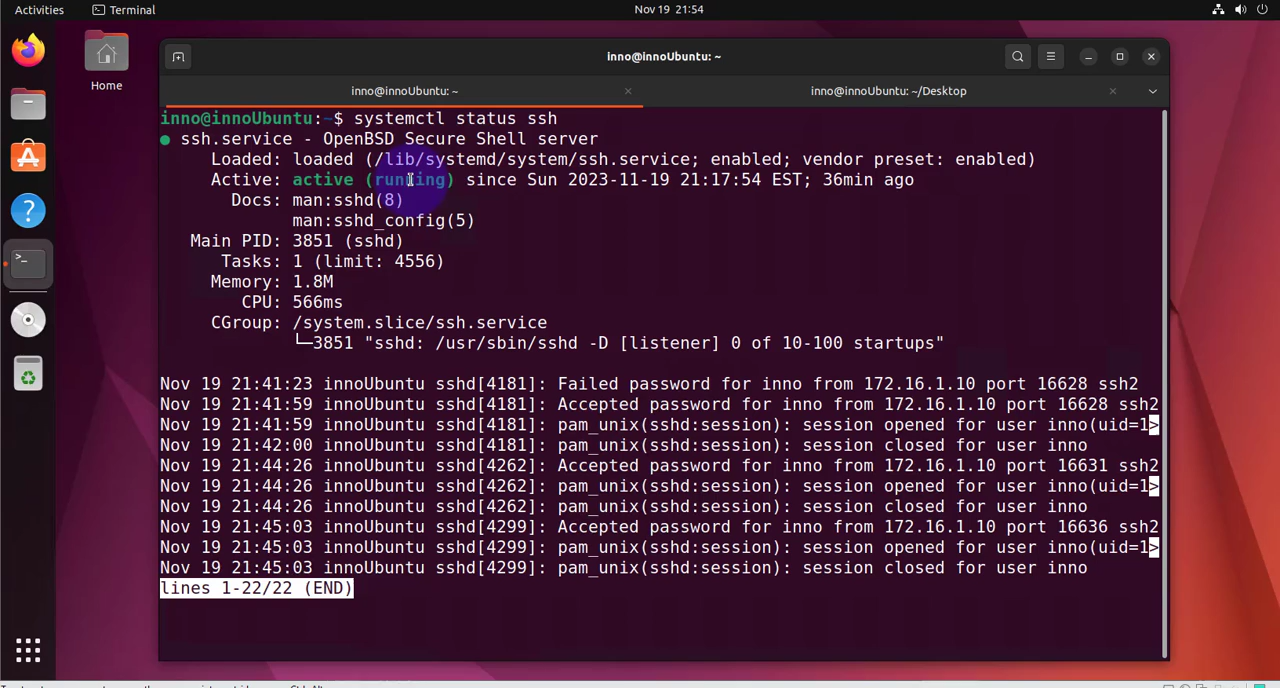 Activities Terminal Nov 19 21:54
Home
inno@innoUbuntu: ~
inno@innoUbuntu: ~ inno@innoUbuntu: ~/Desktop
inno@innoUbuntu:~$ systemctl status ssh
● ssh.service - OpenBSD Secure Shell server
Loaded: loaded (/lib/systemd/system/ssh.service; enabled; vendor preset: enabled)
Active: active (running) since Sun 2023-11-19 21:17:54 EST; 36min ago
Docs: man:sshd(8)
man:sshd_config(5)
Main PID: 3851 (sshd)
Tasks: 1 (limit: 4556)
Memory: 1.8M
CPU: 566ms
CGroup: /system.slice/ssh.service
└─3851 "sshd: /usr/sbin/sshd -D [listener] 0 of 10-100 startups"
Nov 19 21:41:23 innoUbuntu sshd[4181]: Failed password for inno from 172.16.1.10 port 16628 ssh2
Nov 19 21:41:59 innoUbuntu sshd[4181]: Accepted password for inno from 172.16.1.10 port 16628 ssh2
Nov 19 21:41:59 innoUbuntu sshd[4181]: pam_unix(sshd:session): session opened for user inno(uid=1>
Nov 19 21:42:00 innoUbuntu sshd[4181]: pam_unix(sshd:session): session closed for user inno
Nov 19 21:44:26 innoUbuntu sshd[4262]: Accepted password for inno from 172.16.1.10 port 16631 ssh2
Nov 19 21:44:26 innoUbuntu sshd[4262]: pam_unix(sshd:session): session opened for user inno(uid=1>
Nov 19 21:44:26 innoUbuntu sshd[4262]: pam_unix(sshd:session): session closed for user inno
Nov 19 21:45:03 innoUbuntu sshd[4299]: Accepted password for inno from 172.16.1.10 port 16636 ssh2
Nov 19 21:45:03 innoUbuntu sshd[4299]: pam_unix(sshd:session): session opened for user inno(uid=1>
Nov 19 21:45:03 innoUbuntu sshd[4299]: pam_unix(sshd:session): session closed for user inno
lines 1-22/22 (END)